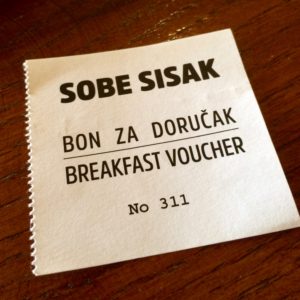 SOBE SISAK
BON ZA DORUČAK
BREAKFAST VOUCHER
No 311